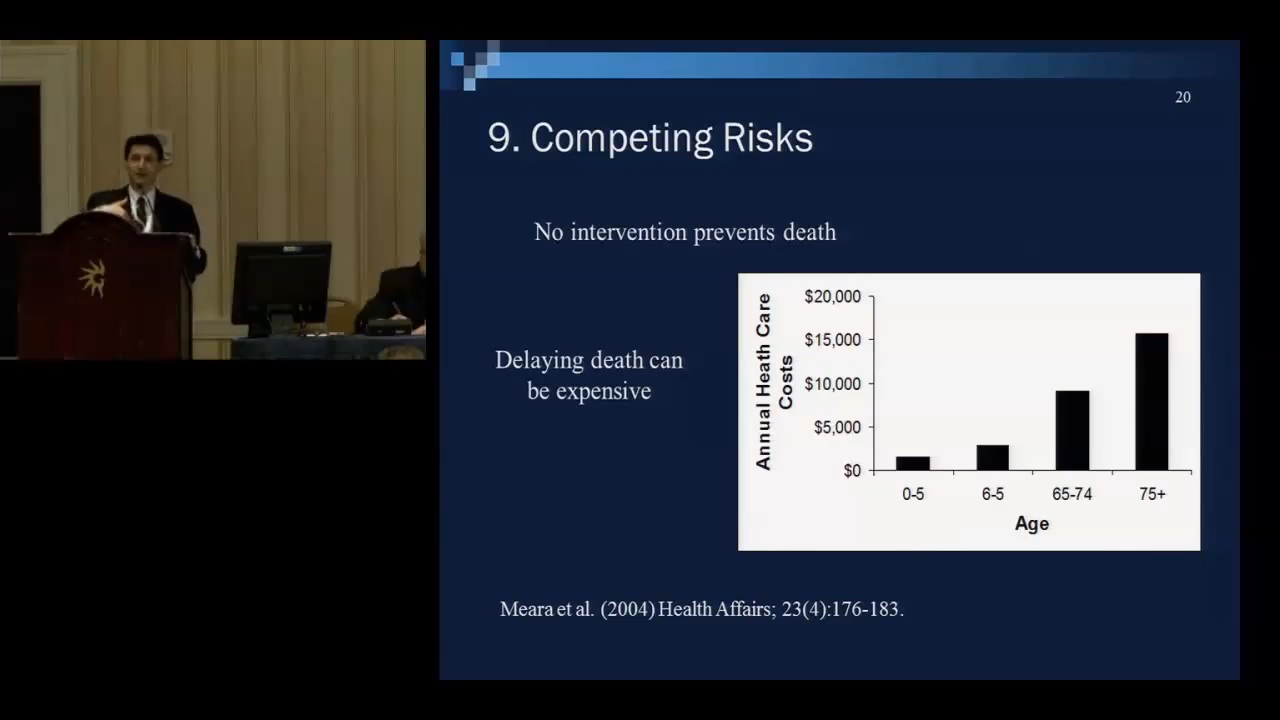 20
9. Competing Risks
No intervention prevents death
Delaying death can
be expensive
Annual Heath Care
Costs
$20,000
$15,000
$10,000
$5,000
$0
0-5
6-5
65-74
75+
Age
Meara et al. (2004) Health Affairs; 23(4):176-183.